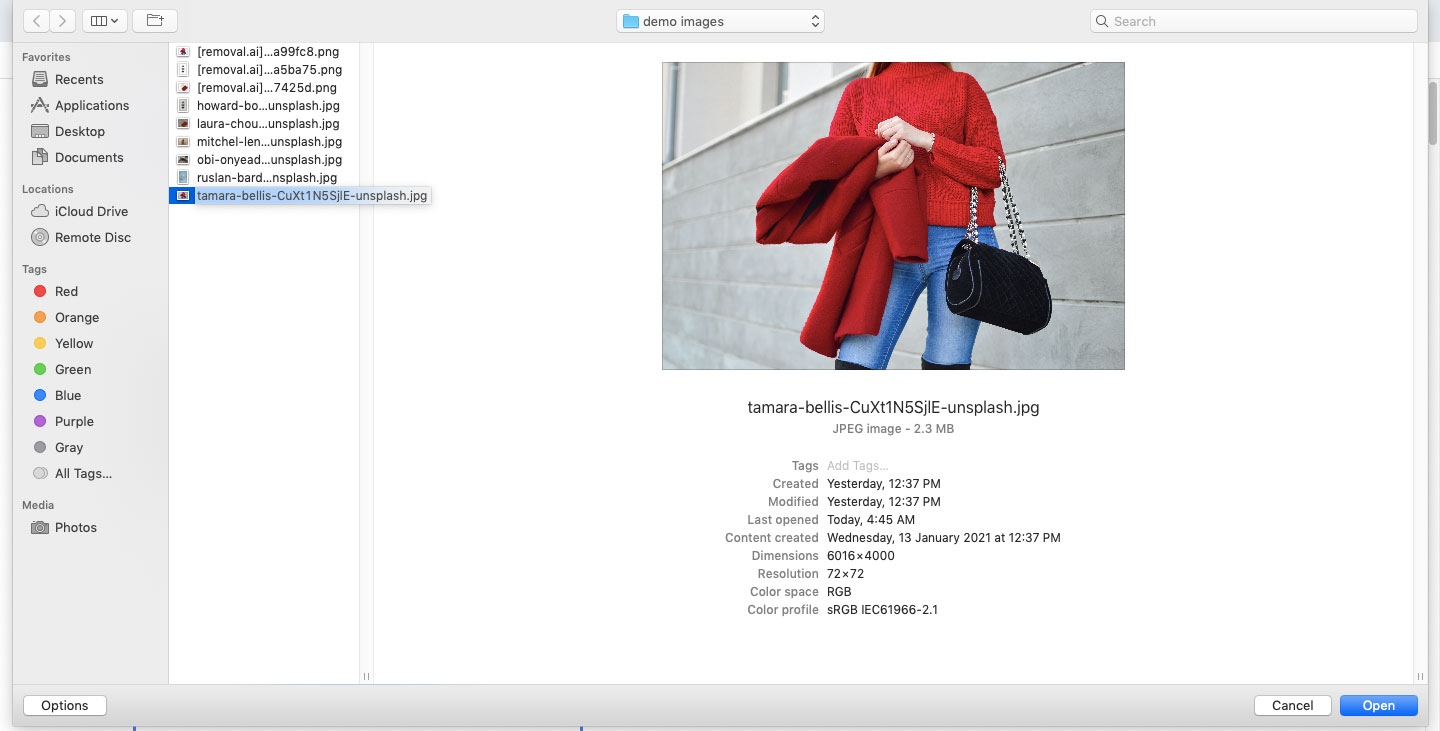 demo images
Search
Favorites
Recents
Applications
Desktop
Documents
Locations
iCloud Drive
Remote Disc
Tags
Red
Orange
Yellow
Green
Blue
Purple
Gray
All Tags...
Media
Photos
[removal.ai]...a99fc8.png
[removal.ai]...a5ba75.png
[removal.ai]...7425d.png
howard-bo...unsplash.jpg
laura-chou...unsplash.jpg
mitchel-len...unsplash.jpg
obi-onyead...unsplash.jpg
ruslan-bard...nsplash.jpg
tamara-bellis-CuXt1N5SjlE-unsplash.jpg
tamara-bellis-CuXt1N5SjlE-unsplash.jpg
JPEG image - 2.3 MB
Tags Add Tags...
Created Yesterday, 12:37 PM
Modified Yesterday, 12:37 PM
Last opened Today, 4:45 AM
Content created Wednesday, 13 January 2021 at 12:37 PM
Dimensions 6016×4000
Resolution 72×72
Color space RGB
Color profile sRGB IEC61966-2.1
Options
Cancel
Open